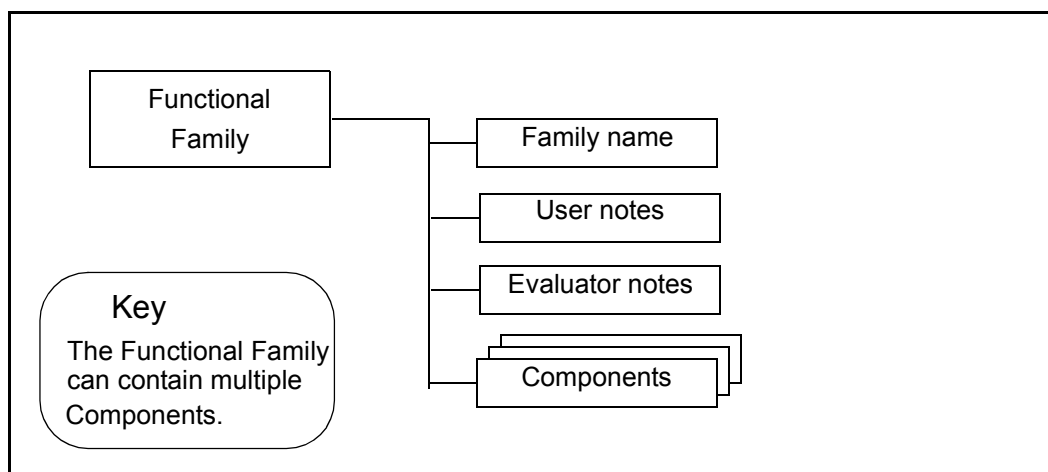 Functional
Family
Family name
User notes
Evaluator notes
Components
Key
The Functional Family
can contain multiple
Components.